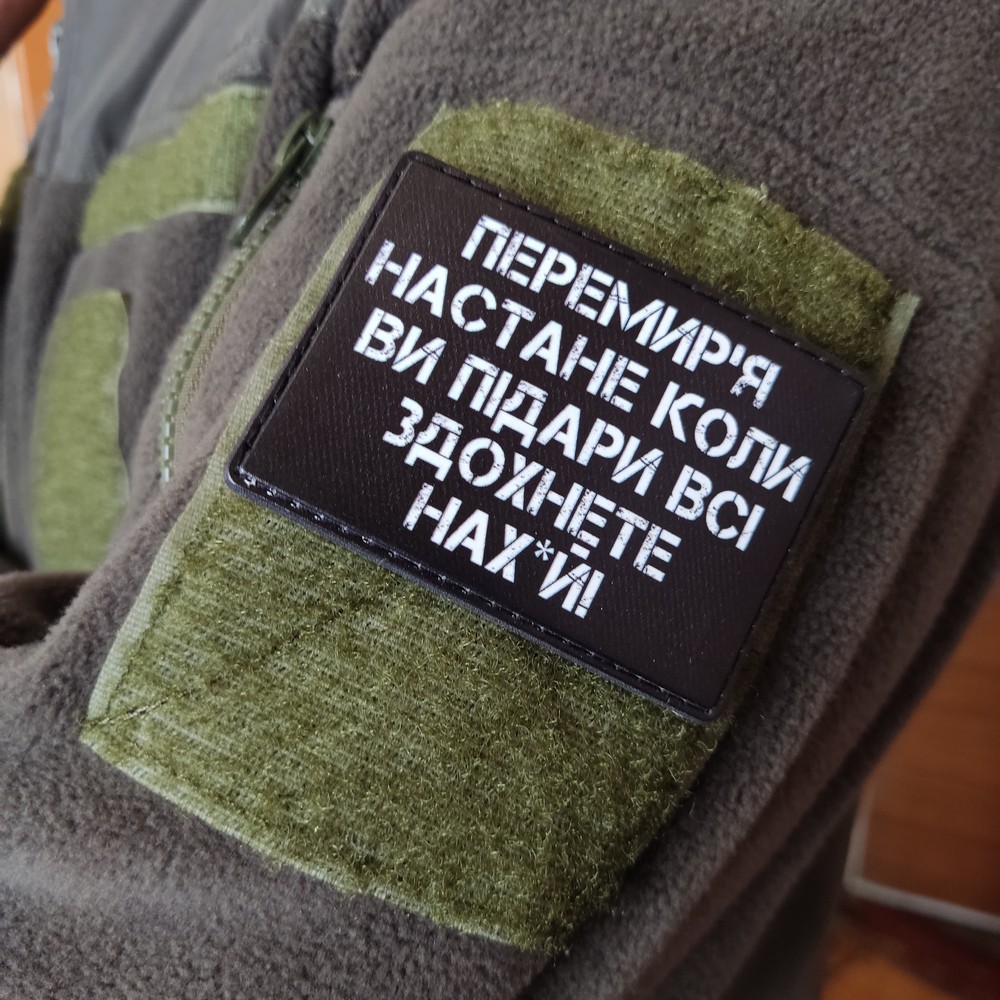 ПЕРЕМИР'Я
НАСТАНЕ КОЛИ
ВИ ПІДАРИ ВСІ
ЗДОХНЕТЕ
НАХ*Й!